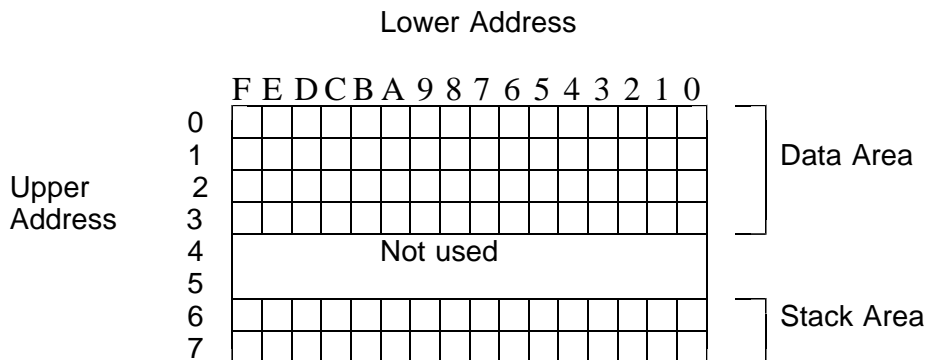 Lower Address
F E D C B A 9 8 7 6 5 4 3 2 1 0
0
1 Data Area
Upper 2
Address 3
4 Not used
5
6 Stack Area
7